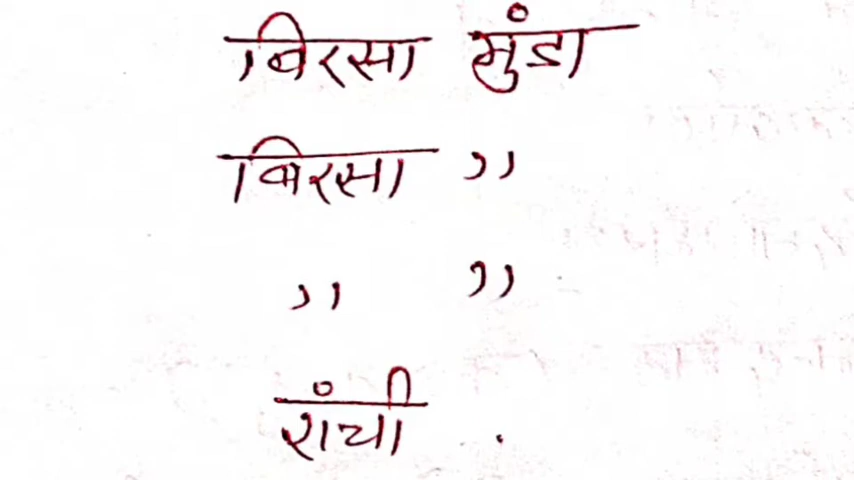 बिरसा मुंडा
बिरसा ,,
,, ,,
रांची .